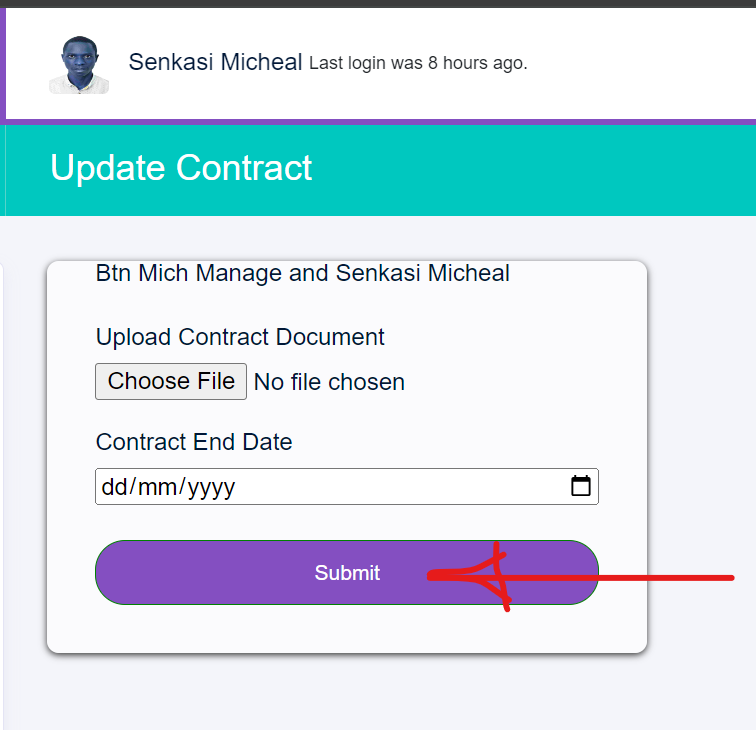 Senkasi Micheal Last login was 8 hours ago.
Update Contract
Btn Mich Manage and Senkasi Micheal
Upload Contract Document
Choose File No file chosen
Contract End Date
dd/mm/yyyy
Submit